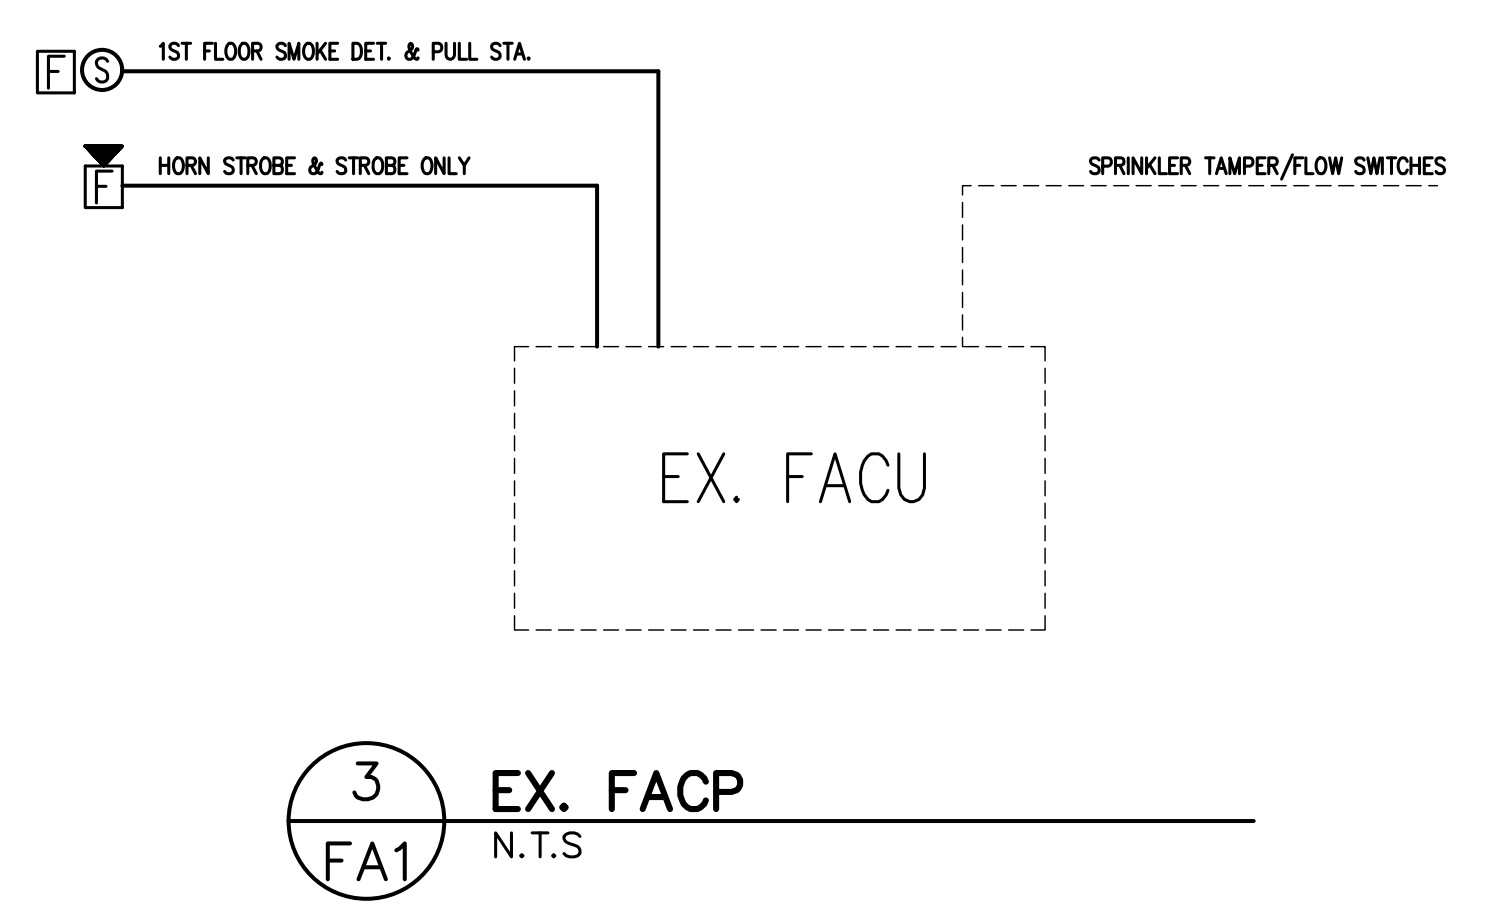 F S 1ST FLOOR SMOKE DET. & PULL STA.
F HORN STROBE & STROBE ONLY
SPRINKLER TAMPER/FLOW SWITCHES
EX. FACU
3
FA1
EX. FACP
N.T.S